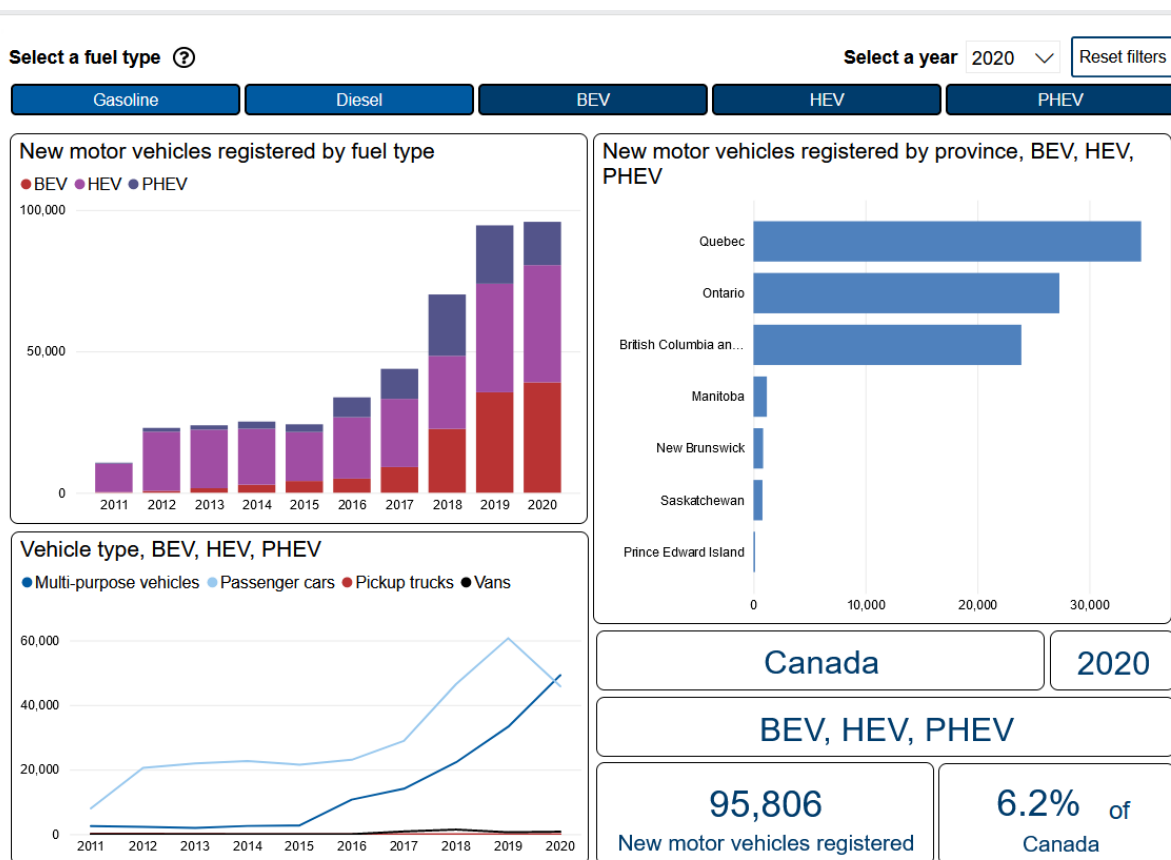 Select a fuel type ?
Select a year 2020 Reset filters
Gasoline Diesel BEV HEV PHEV
New motor vehicles registered by fuel type
BEV HEV PHEV
100,000
50,000
0
2011 2012 2013 2014 2015 2016 2017 2018 2019 2020
New motor vehicles registered by province, BEV, HEV,
PHEV
Quebec
Ontario
British Columbia an...
Manitoba
New Brunswick
Saskatchewan
Prince Edward Island
0 10,000 20,000 30,000
Vehicle type, BEV, HEV, PHEV
Multi-purpose vehicles Passenger cars Pickup trucks Vans
60,000
40,000
20,000
0
2011 2012 2013 2014 2015 2016 2017 2018 2019 2020
Canada 2020
BEV, HEV, PHEV
95,806
New motor vehicles registered
6.2% of
Canada